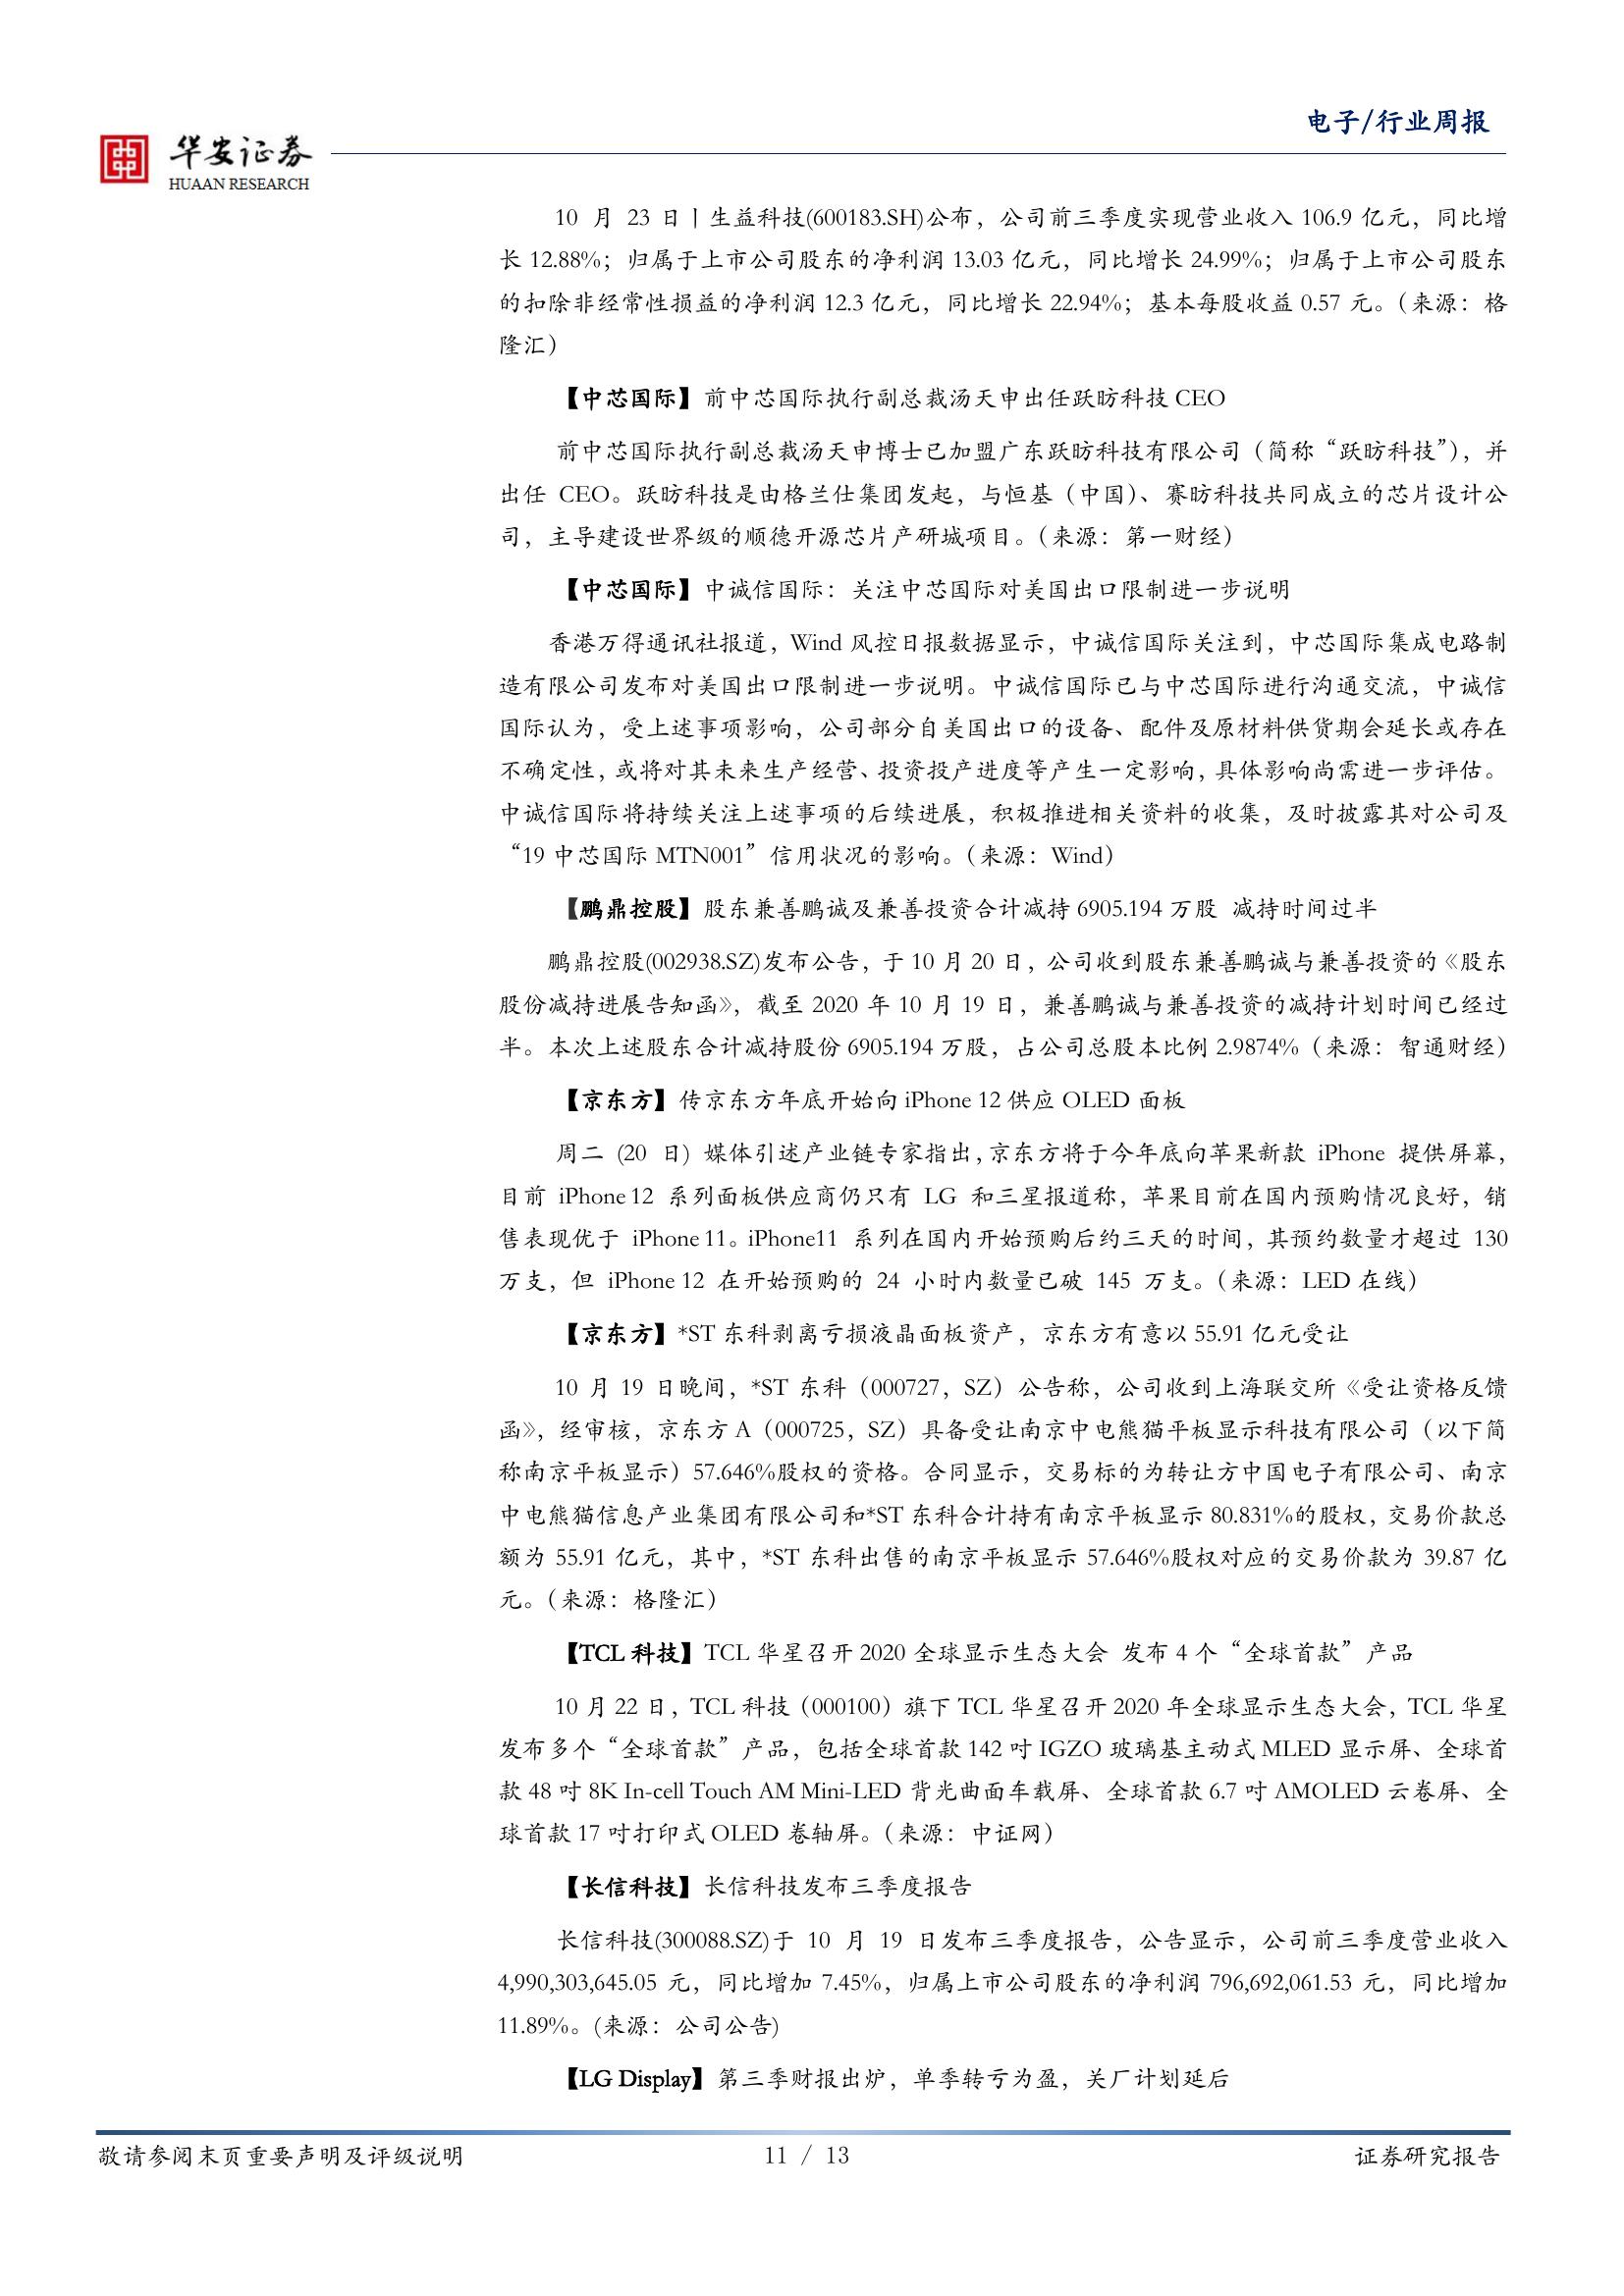 电子/行业周报
华安证券
HUAAN RESEARCH
10 月 23 日丨生益科技(600183.SH)公布，公司前三季度实现营业收入 106.9 亿元，同比增
长 12.88%；归属于上市公司股东的净利润 13.03 亿元，同比增长 24.99%；归属于上市公司股东
的扣除非经常性损益的净利润 12.3 亿元，同比增长 22.94%；基本每股收益 0.57 元。（来源：格
隆汇）
【中芯国际】前中芯国际执行副总裁汤天申出任跃昉科技 CEO
前中芯国际执行副总裁汤天申博士已加盟广东跃昉科技有限公司（简称“跃昉科技”），并
出任 CEO。跃昉科技是由格兰仕集团发起，与恒基（中国）、赛昉科技共同成立的芯片设计公
司，主导建设世界级的顺德开源芯片产研城项目。（来源：第一财经）
【中芯国际】中诚信国际：关注中芯国际对美国出口限制进一步说明
香港万得通讯社报道，Wind 风控日报数据显示，中诚信国际关注到，中芯国际集成电路制
造有限公司发布对美国出口限制进一步说明。中诚信国际已与中芯国际进行沟通交流，中诚信
国际认为，受上述事项影响，公司部分自美国出口的设备、配件及原材料供货期会延长或存在
不确定性，或将对其未来生产经营、投资投产进度等产生一定影响，具体影响尚需进一步评估。
中诚信国际将持续关注上述事项的后续进展，积极推进相关资料的收集，及时披露其对公司及
“19 中芯国际 MTN001”信用状况的影响。（来源：Wind）
【鹏鼎控股】股东兼善鹏诚及兼善投资合计减持 6905.194 万股 减持时间过半
鹏鼎控股(002938.SZ)发布公告，于 10 月 20 日，公司收到股东兼善鹏诚与兼善投资的《股东
股份减持进展告知函》，截至 2020 年 10 月 19 日，兼善鹏诚与兼善投资的减持计划时间已经过
半。本次上述股东合计减持股份 6905.194 万股，占公司总股本比例 2.9874%（来源：智通财经）
【京东方】传京东方年底开始向 iPhone 12 供应 OLED 面板
周二 (20 日) 媒体引述产业链专家指出，京东方将于今年底向苹果新款 iPhone 提供屏幕，
目前 iPhone 12 系列面板供应商仍只有 LG 和三星报道称，苹果目前在国内预购情况良好，销
售表现优于 iPhone 11。iPhone11 系列在国内开始预购后约三天的时间，其预约数量才超过 130
万支，但 iPhone 12 在开始预购的 24 小时内数量已破 145 万支。（来源：LED 在线）
【京东方】*ST 东科剥离亏损液晶面板资产，京东方有意以 55.91 亿元受让
10 月 19 日晚间，*ST 东科（000727，SZ）公告称，公司收到上海联交所《受让资格反馈
函》，经审核，京东方 A（000725，SZ）具备受让南京中电熊猫平板显示科技有限公司（以下简
称南京平板显示）57.646%股权的资格。合同显示，交易标的为转让方中国电子有限公司、南京
中电熊猫信息产业集团有限公司和*ST 东科合计持有南京平板显示 80.831%的股权，交易价款总
额为 55.91 亿元，其中，*ST 东科出售的南京平板显示 57.646%股权对应的交易价款为 39.87 亿
元。（来源：格隆汇）
【TCL 科技】TCL 华星召开 2020 全球显示生态大会 发布 4 个“全球首款”产品
10 月 22 日，TCL 科技（000100）旗下 TCL 华星召开 2020 年全球显示生态大会，TCL 华星
发布多个“全球首款”产品，包括全球首款 142 吋 IGZO 玻璃基主动式 MLED 显示屏、全球首
款 48 吋 8K In-cell Touch AM Mini-LED 背光曲面车载屏、全球首款 6.7 吋 AMOLED 云卷屏、全
球首款 17 吋打印式 OLED 卷轴屏。（来源：中证网）
【长信科技】长信科技发布三季度报告
长信科技(300088.SZ)于 10 月 19 日发布三季度报告，公告显示，公司前三季度营业收入
4,990,303,645.05 元，同比增加 7.45%，归属上市公司股东的净利润 796,692,061.53 元，同比增加
11.89%。(来源：公司公告)
【LG Display】第三季财报出炉，单季转亏为盈，关厂计划延后
敬请参阅末页重要声明及评级说明
11 / 13
证券研究报告